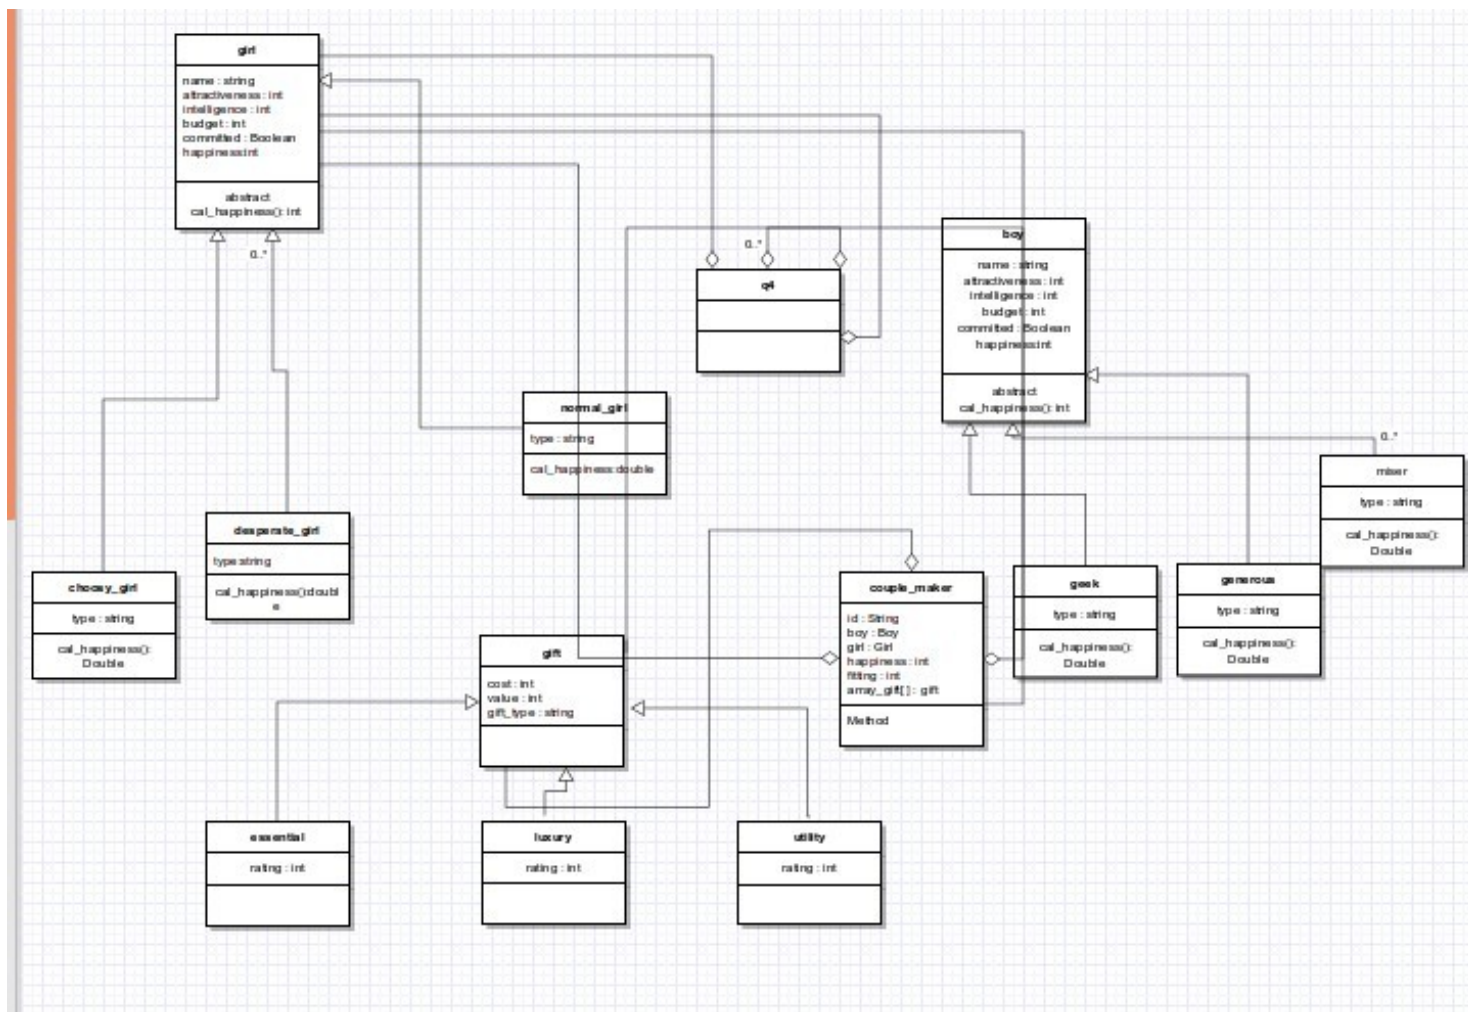 girl
name : string
attractiveness : int
intelligence : int
budget : int
committed : Boolean
happiness:int
abstract
cal_happiness(): int
0..*
0..*
q4
boy
name : string
attractiveness : int
intelligence : int
budget : int
committed : Boolean
happiness:int
abstract
cal_happiness(): int
normal_girl
type : string
cal_happiness:double
0..*
miser
type : string
cal_happiness():
Double
desperate_girl
type:string
cal_happiness():doubl
e
choosy_girl
type : string
cal_happiness():
Double
couple_maker
id : String
boy : Boy
girl : Girl
happiness : int
fitting : int
array_gift[ ] : gift
Method
geek
type : string
cal_happiness():
Double
generous
type : string
cal_happiness():
Double
gift
cost : int
value : int
gift_type : string
essential
rating : int
luxury
rating : int
utility
rating : int